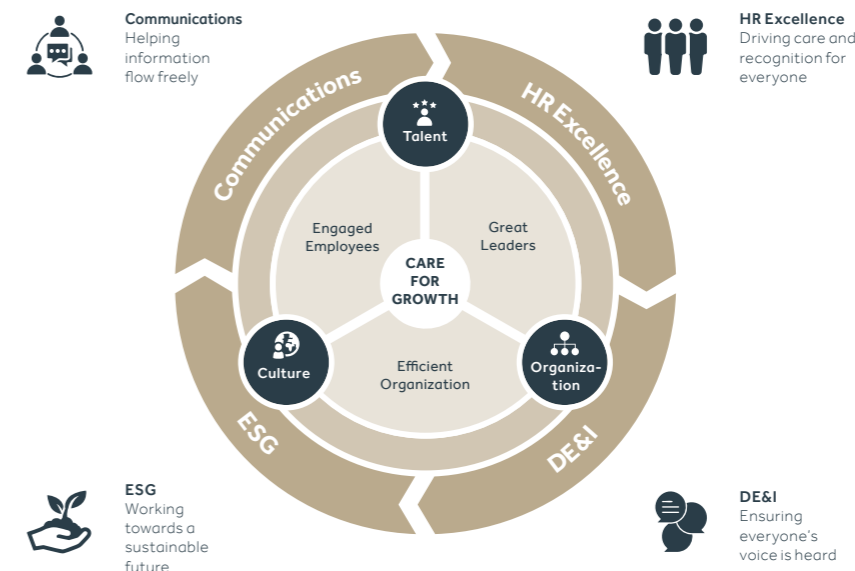 Communications
Helping
information
flow freely
HR Excellence
Driving care and
recognition for
everyone
Communications
HR Excellence
Talent
Engaged
Employees
Great
Leaders
CARE
FOR
GROWTH
Culture
Efficient
Organization
Organiza-
tion
ESG
DE&I
ESG
Working
towards a
sustainable
future
DE&I
Ensuring
everyone's
voice is heard